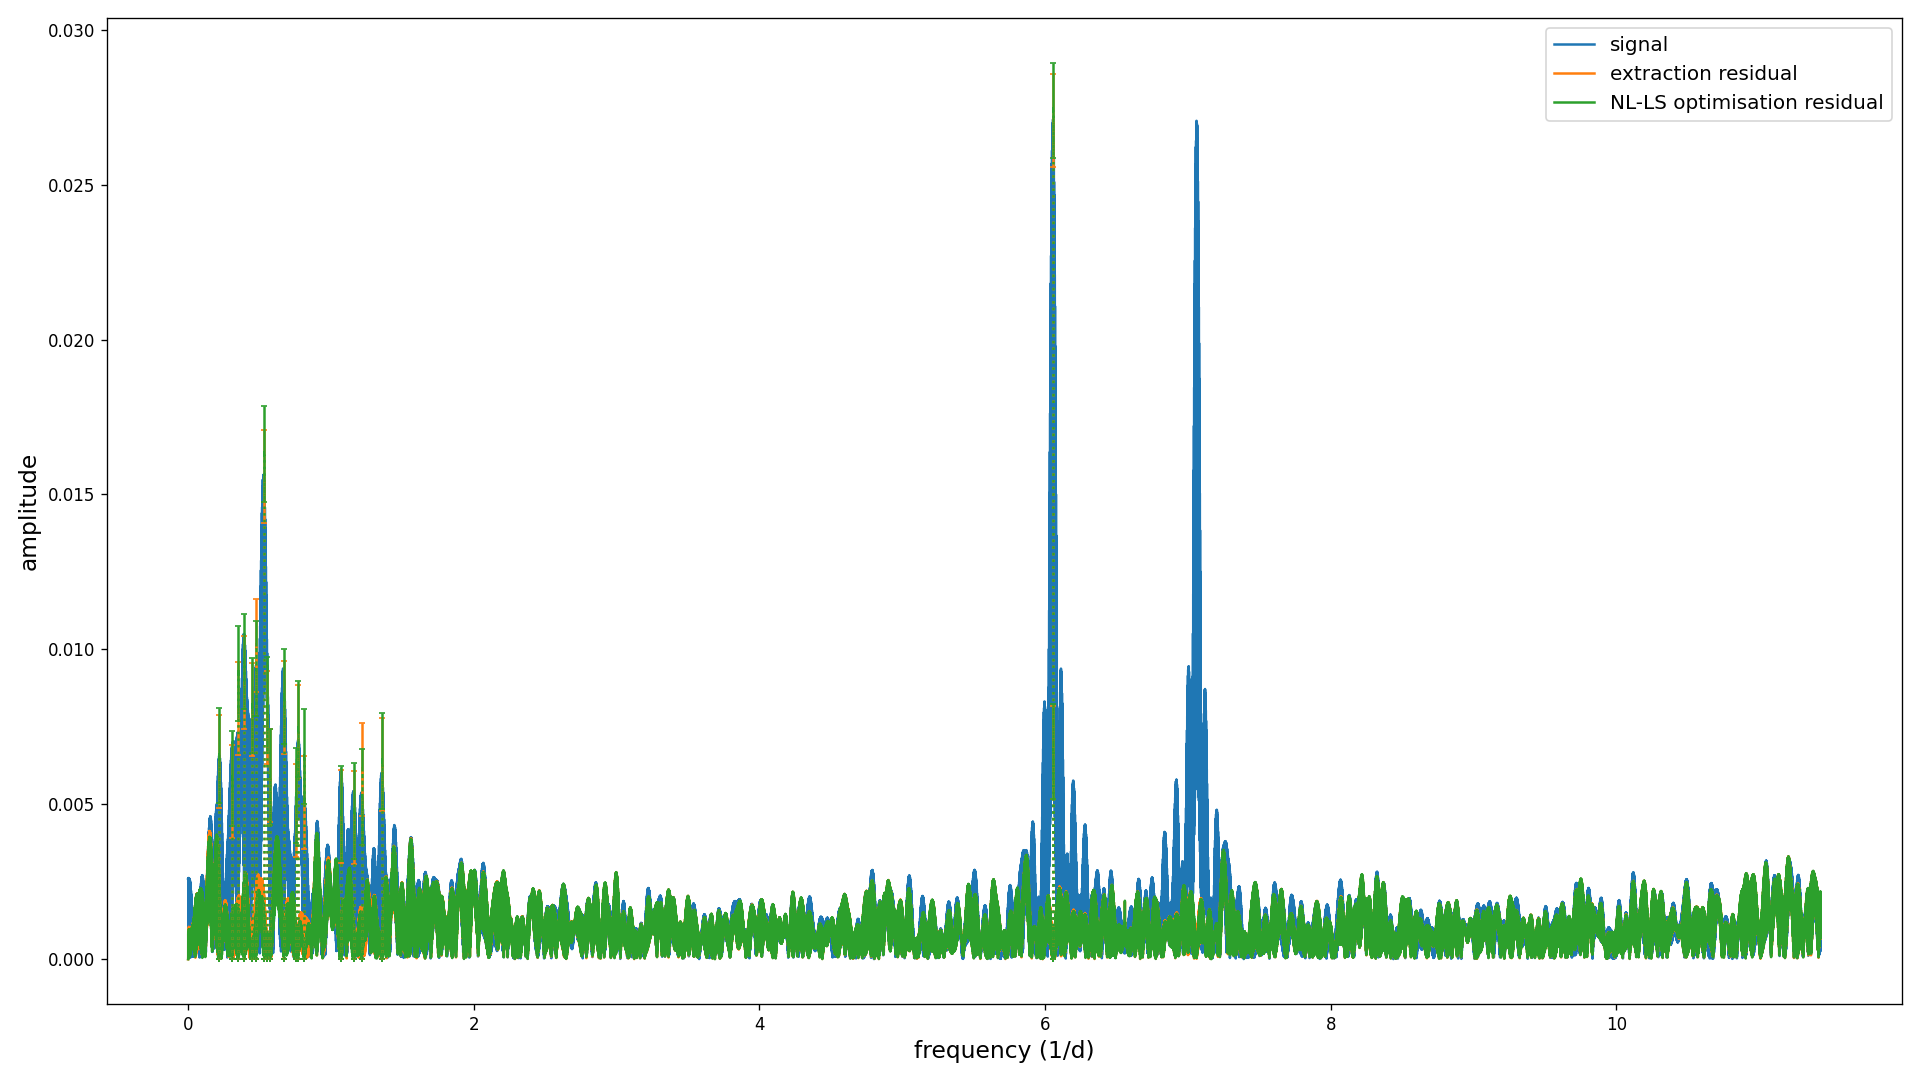 0.030
0.025
0.020
0.015
0.010
0.005
0.000
amplitude
signal
extraction residual
NL-LS optimisation residual
0 2 4 6 8 10
frequency (1/d)